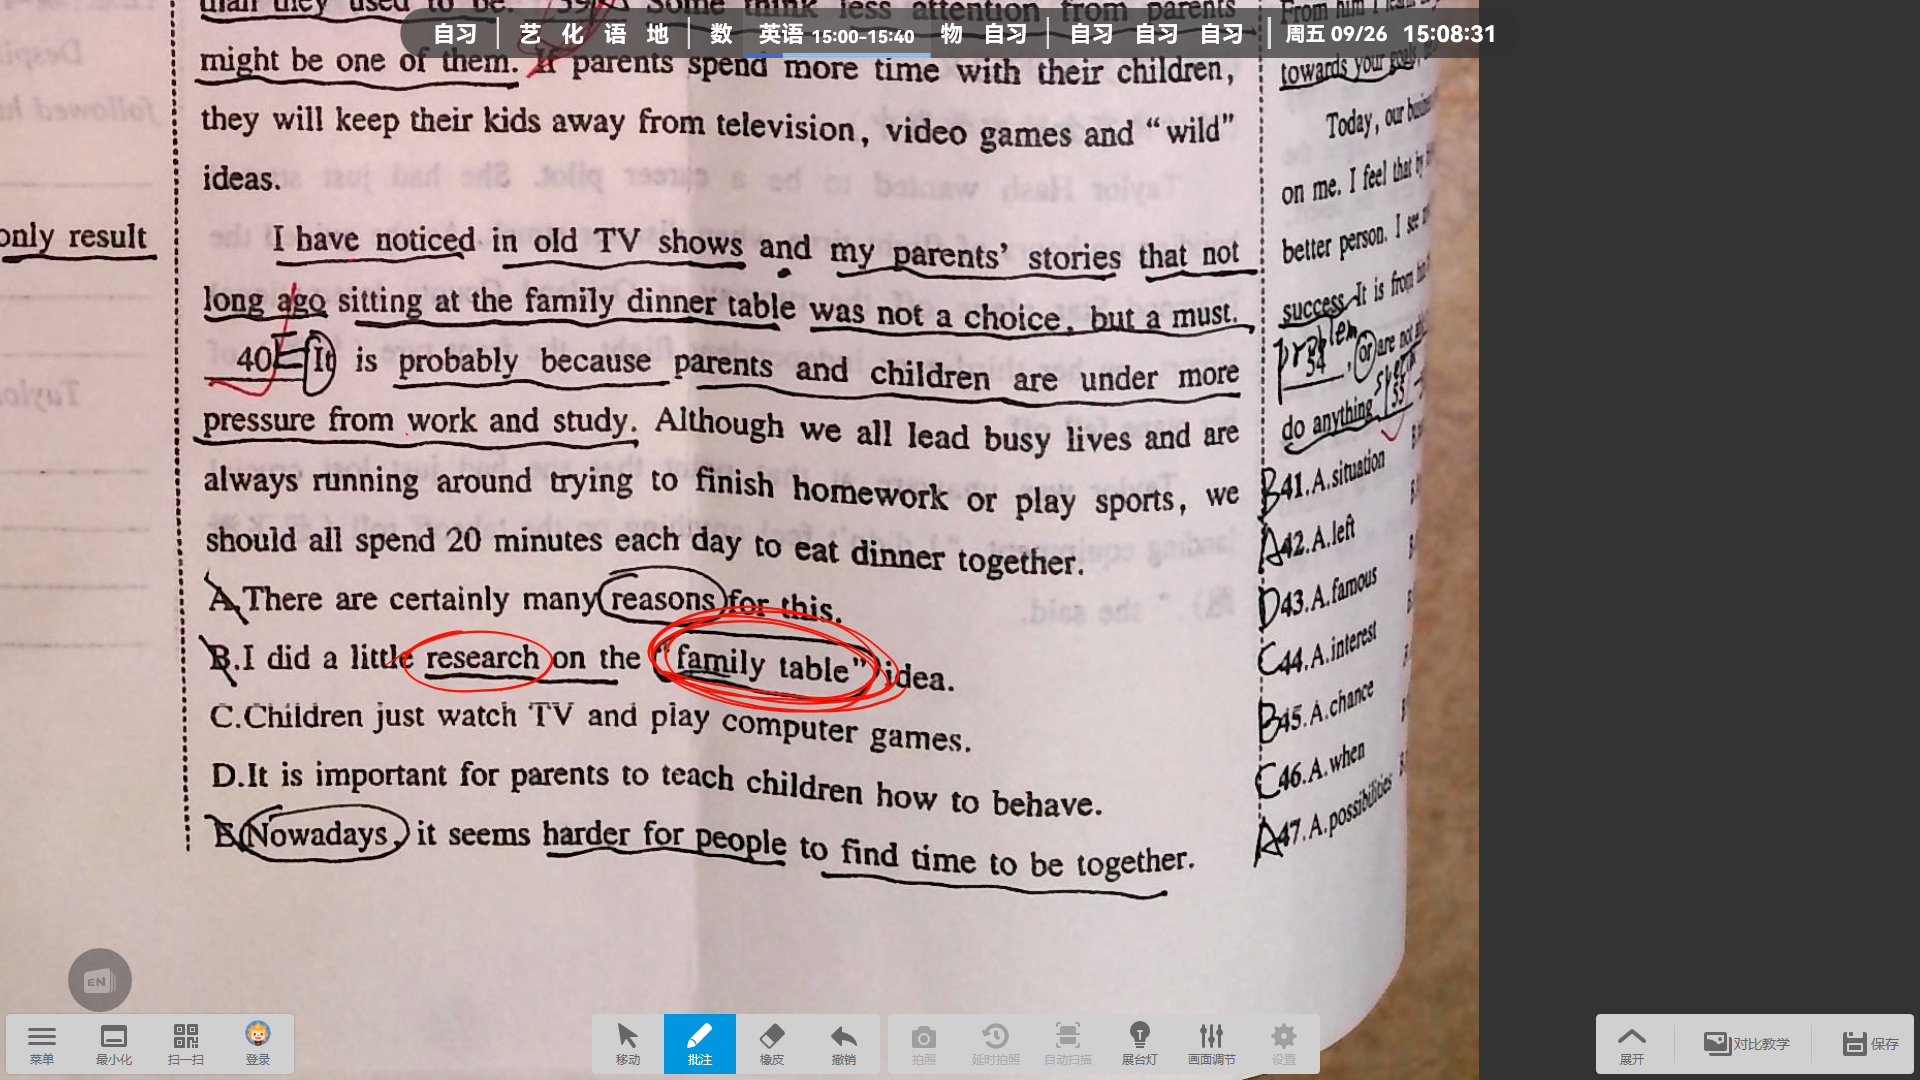 自习 艺 化 语 地 数 英语 15:00-15:40 物 自习 自习 自习 自习 周五 09/26 15:08:31
than they used to be. 39 Some think less attention from parents
might be one of them. If parents spend more time with their children,
they will keep their kids away from television, video games and “wild”
ideas.
only result
I have noticed in old TV shows and my parents’ stories that not
long ago sitting at the family dinner table was not a choice, but a must.
40 E It is probably because parents and children are under more
pressure from work and study. Although we all lead busy lives and are
always running around trying to finish homework or play sports, we
should all spend 20 minutes each day to eat dinner together.
A.There are certainly many reasons for this.
B.I did a little research on the “family table” idea.
C.Children just watch TV and play computer games.
D.It is important for parents to teach children how to behave.
E.Nowadays, it seems harder for people to find time to be together.
From him I
towards your goals,
Today, our
on me. I feel that
better person. I see
success. It is from
problem
54, or are not
do anything 55
B 41.A.situation
A 42.A.left
D 43.A.famous
C 44.A.interest
B 45.A.chance
C 46.A.when
A 47.A.possibilities
EN
菜单 最小化 扫一扫 登录 移动 批注 橡皮 撤销 拍照 延时拍照 自动扫描 展台灯 画面调节 设置 展开 对比教学 保存